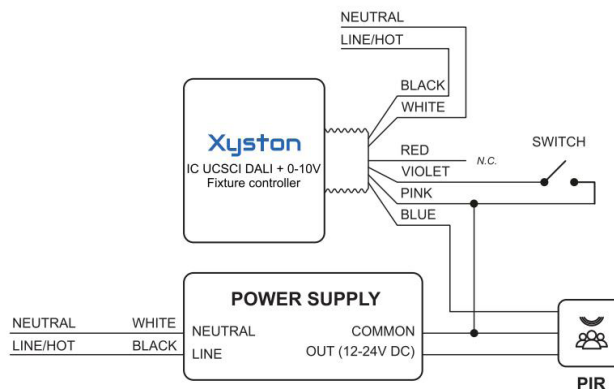 NEUTRAL
LINE/HOT
BLACK
WHITE
Xyston
IC UCSCI DALI + 0-10V
Fixture controller
RED
N.C.
SWITCH
VIOLET
PINK
BLUE
POWER SUPPLY
NEUTRAL WHITE NEUTRAL COMMON
LINE/HOT BLACK LINE OUT (12-24V DC)
PIR